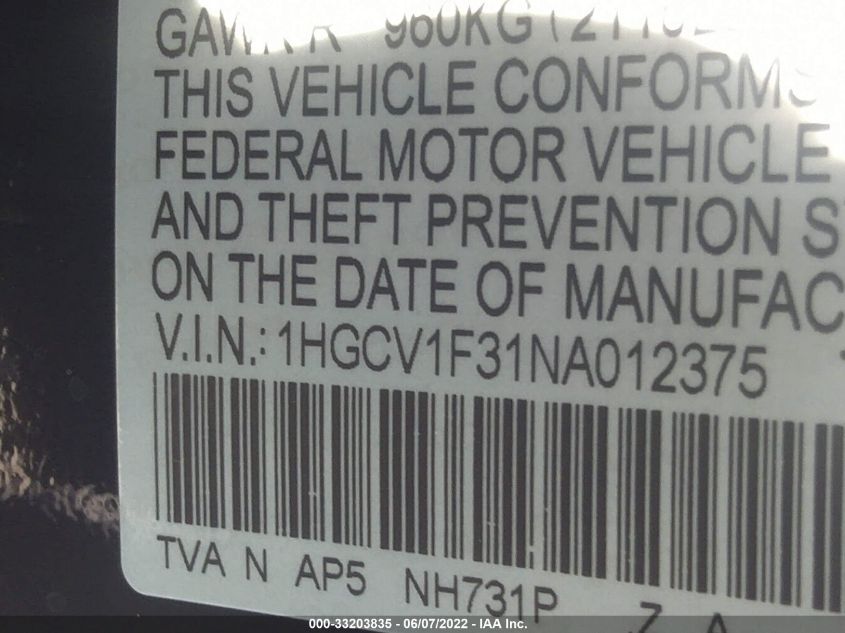 GAWR R 960KG (
THIS VEHICLE CONFORMS
FEDERAL MOTOR VEHICLE
AND THEFT PREVENTION S
ON THE DATE OF MANUFAC
V.I.N.: 1HGCV1F31NA012375
TVA N AP5 NH731P Z A
000-33203835 - 06/07/2022 - IAA Inc.